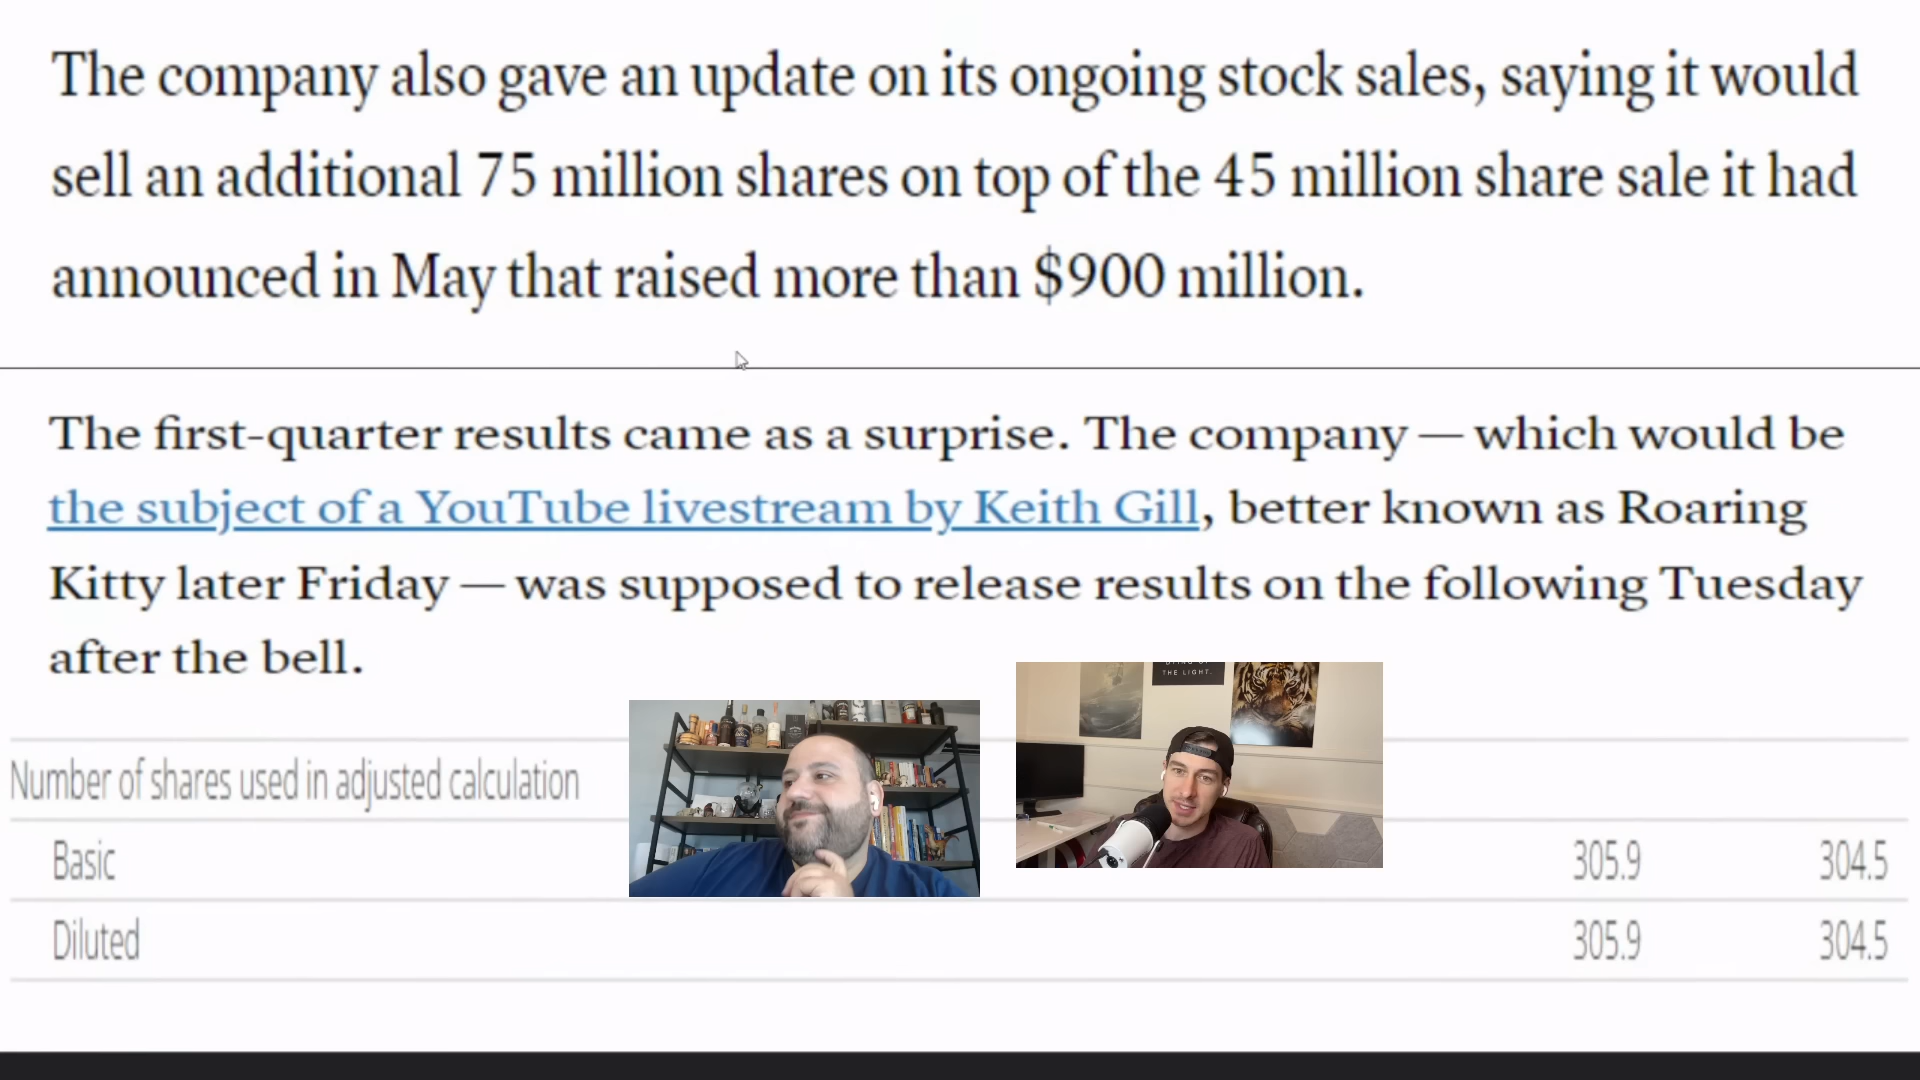 The company also gave an update on its ongoing stock sales, saying it would
sell an additional 75 million shares on top of the 45 million share sale it had
announced in May that raised more than $900 million.
The first-quarter results came as a surprise. The company — which would be
the subject of a YouTube livestream by Keith Gill, better known as Roaring
Kitty later Friday — was supposed to release results on the following Tuesday
after the bell.
THE LIGHT.
Number of shares used in adjusted calculation
Basic 305.9 304.5
Diluted 305.9 304.5